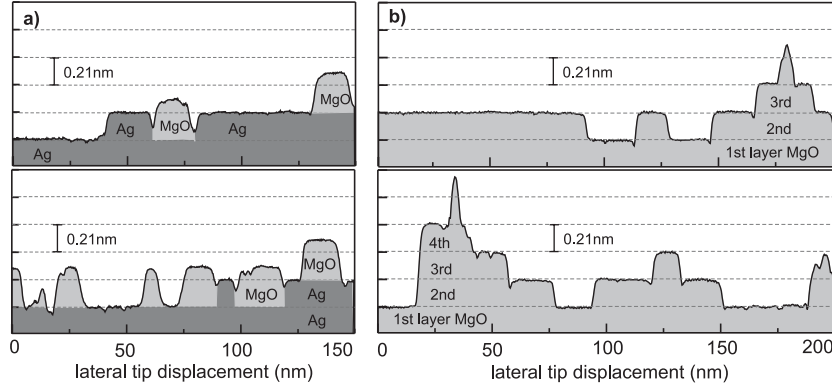 a)
0.21nm
MgO
Ag
MgO
Ag
Ag
0.21nm
MgO
MgO
Ag
Ag
0 50 100 150
lateral tip displacement (nm)
b)
0.21nm
3rd
2nd
1st layer MgO
4th
0.21nm
3rd
2nd
1st layer MgO
0 50 100 150 200
lateral tip displacement (nm)